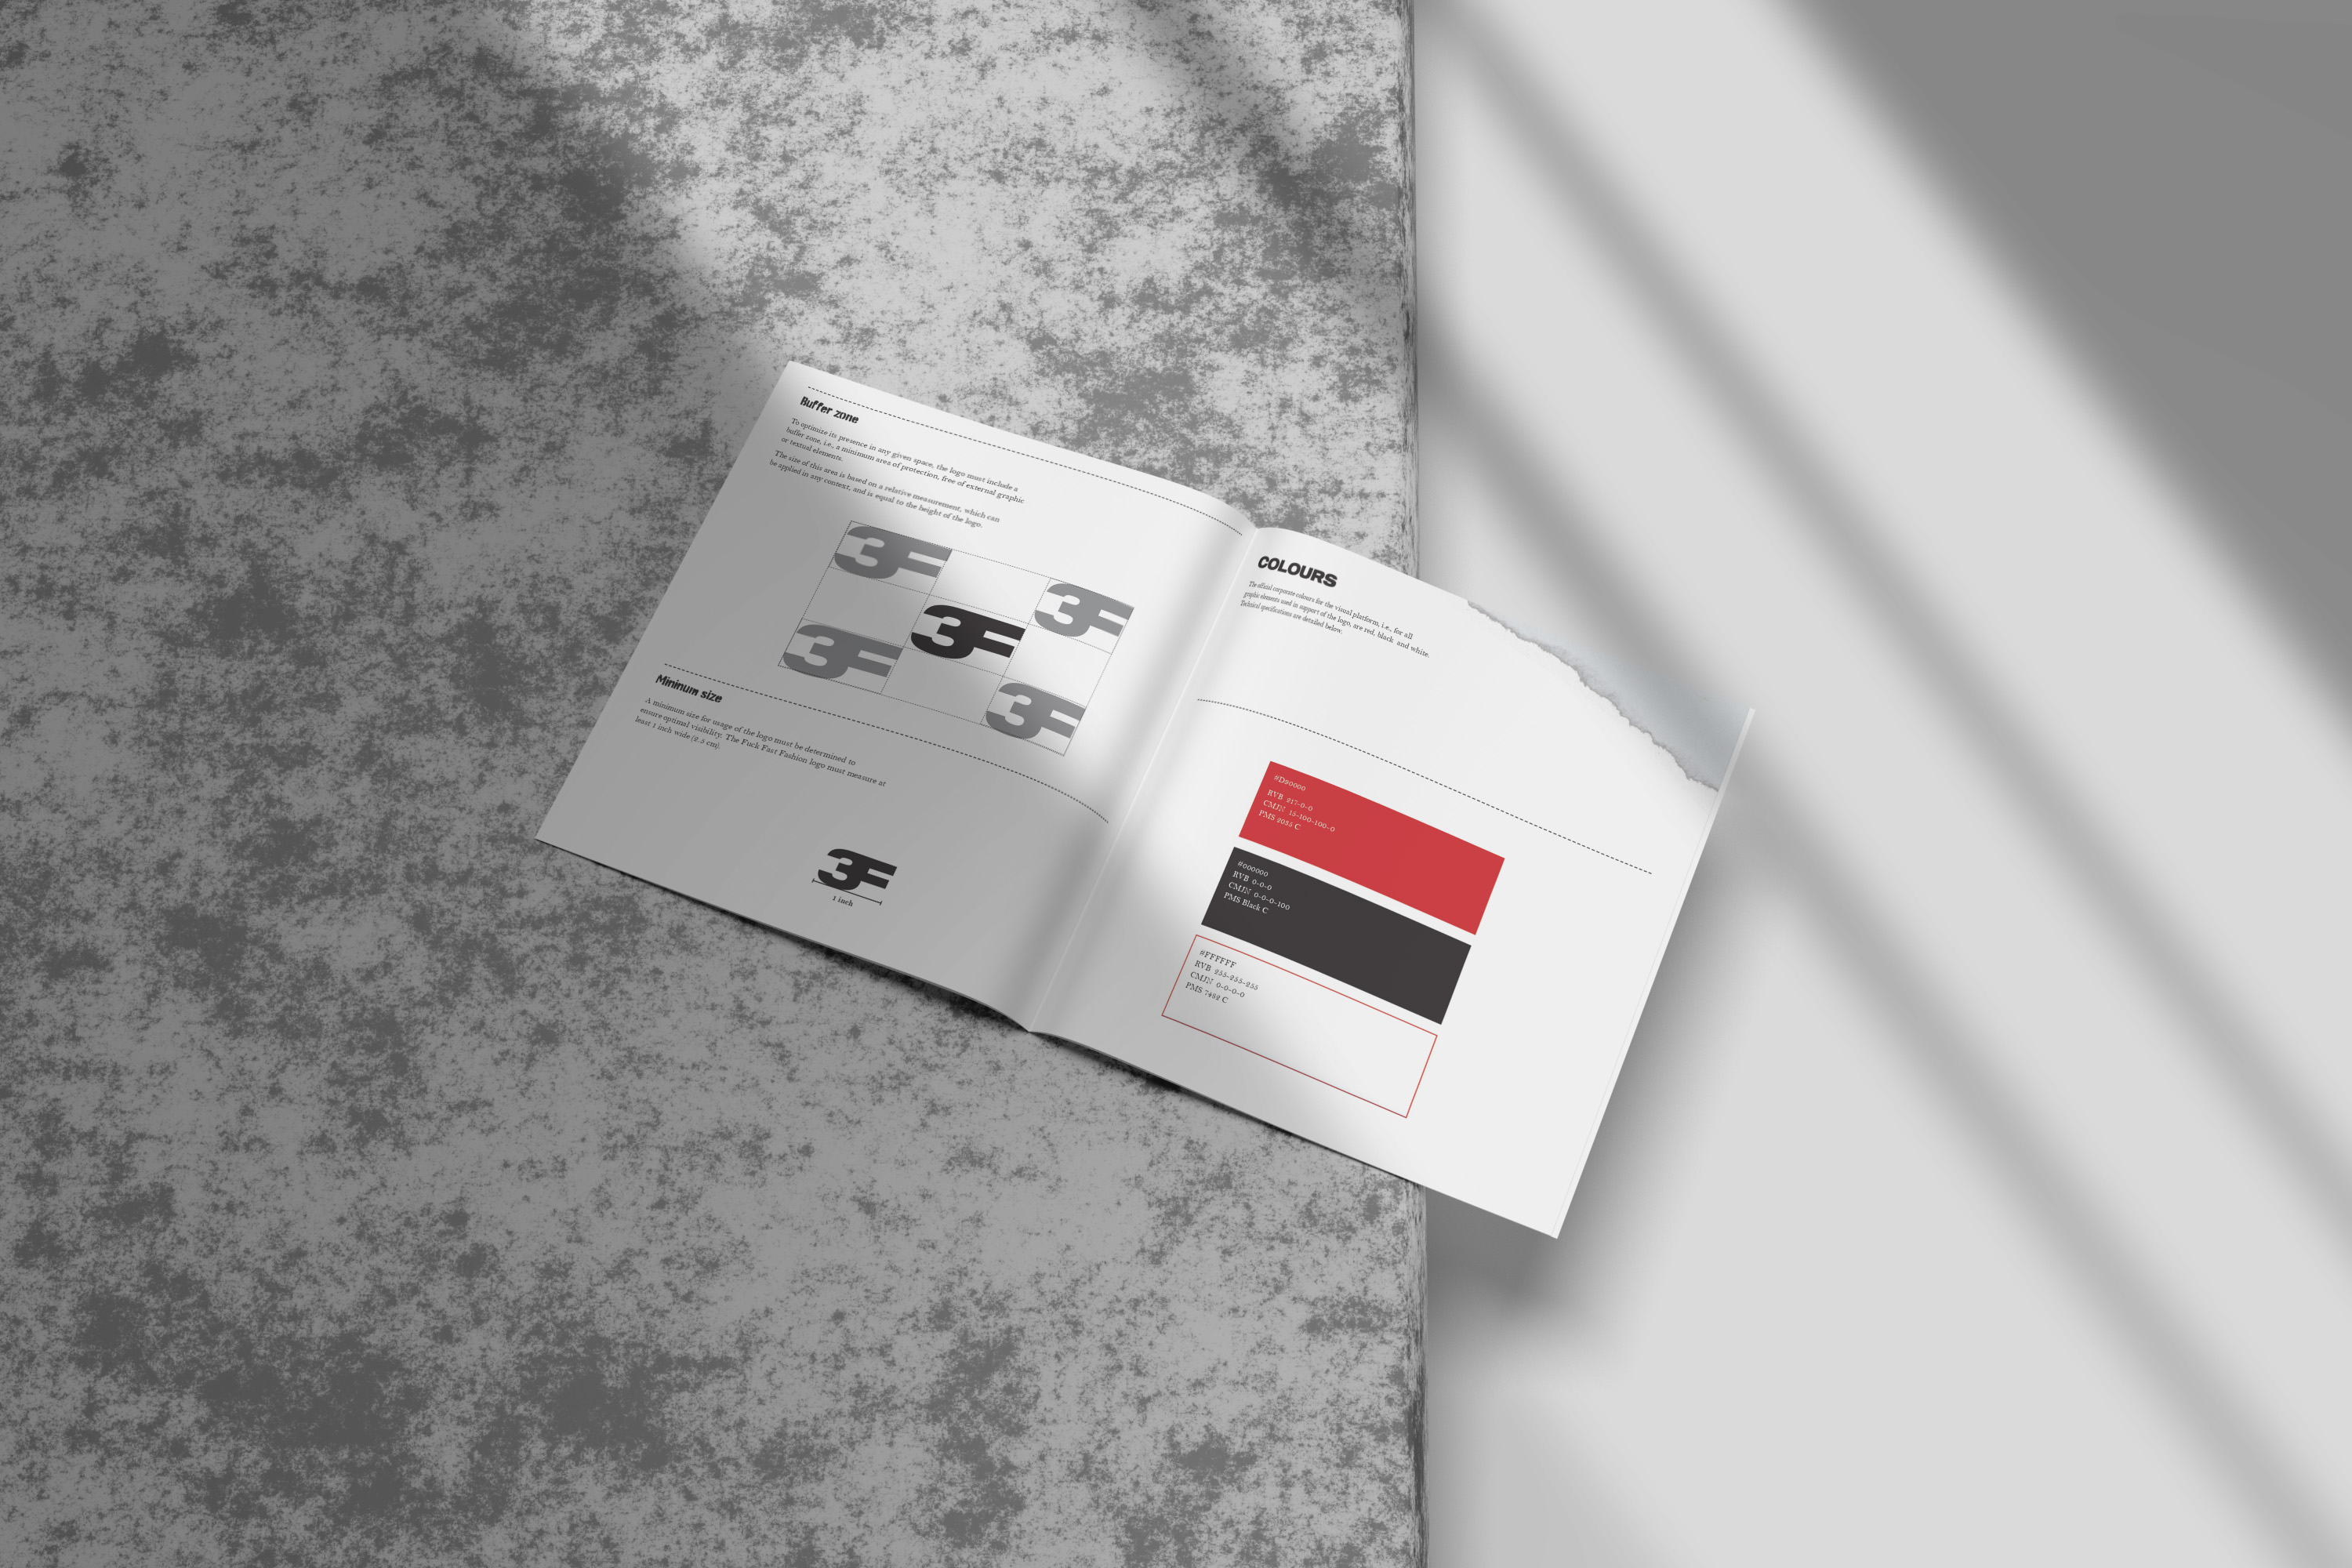 Buffer zone
To optimize its presence in any given space, the logo must include a
buffer zone, i.e., a minimum area of protection, free of external graphic
or textual elements.
The size of this area is based on a relative measurement, which can
be applied in any context, and is equal to the height of the logo.
3F
3F
3F
3F
3F
Mininum size
A minimum size for usage of the logo must be determined to
ensure optimal visibility. The Fuck Fast Fashion logo must measure at
least 1 inch wide (2.5 cm).
3F
1 inch
COLOURS
The official corporate colours for the visual platform, i.e., for all
graphic elements used in support of the logo, are red, black, and white.
Technical specifications are detailed below.
#D90000
RVB 217-0-0
CMJN 15-100-100-0
PMS 2035 C
#000000
RVB 0-0-0
CMJN 0-0-0-100
PMS Black C
#FFFFFF
RVB 255-255-255
CMJN 0-0-0-0
PMS 7452 C